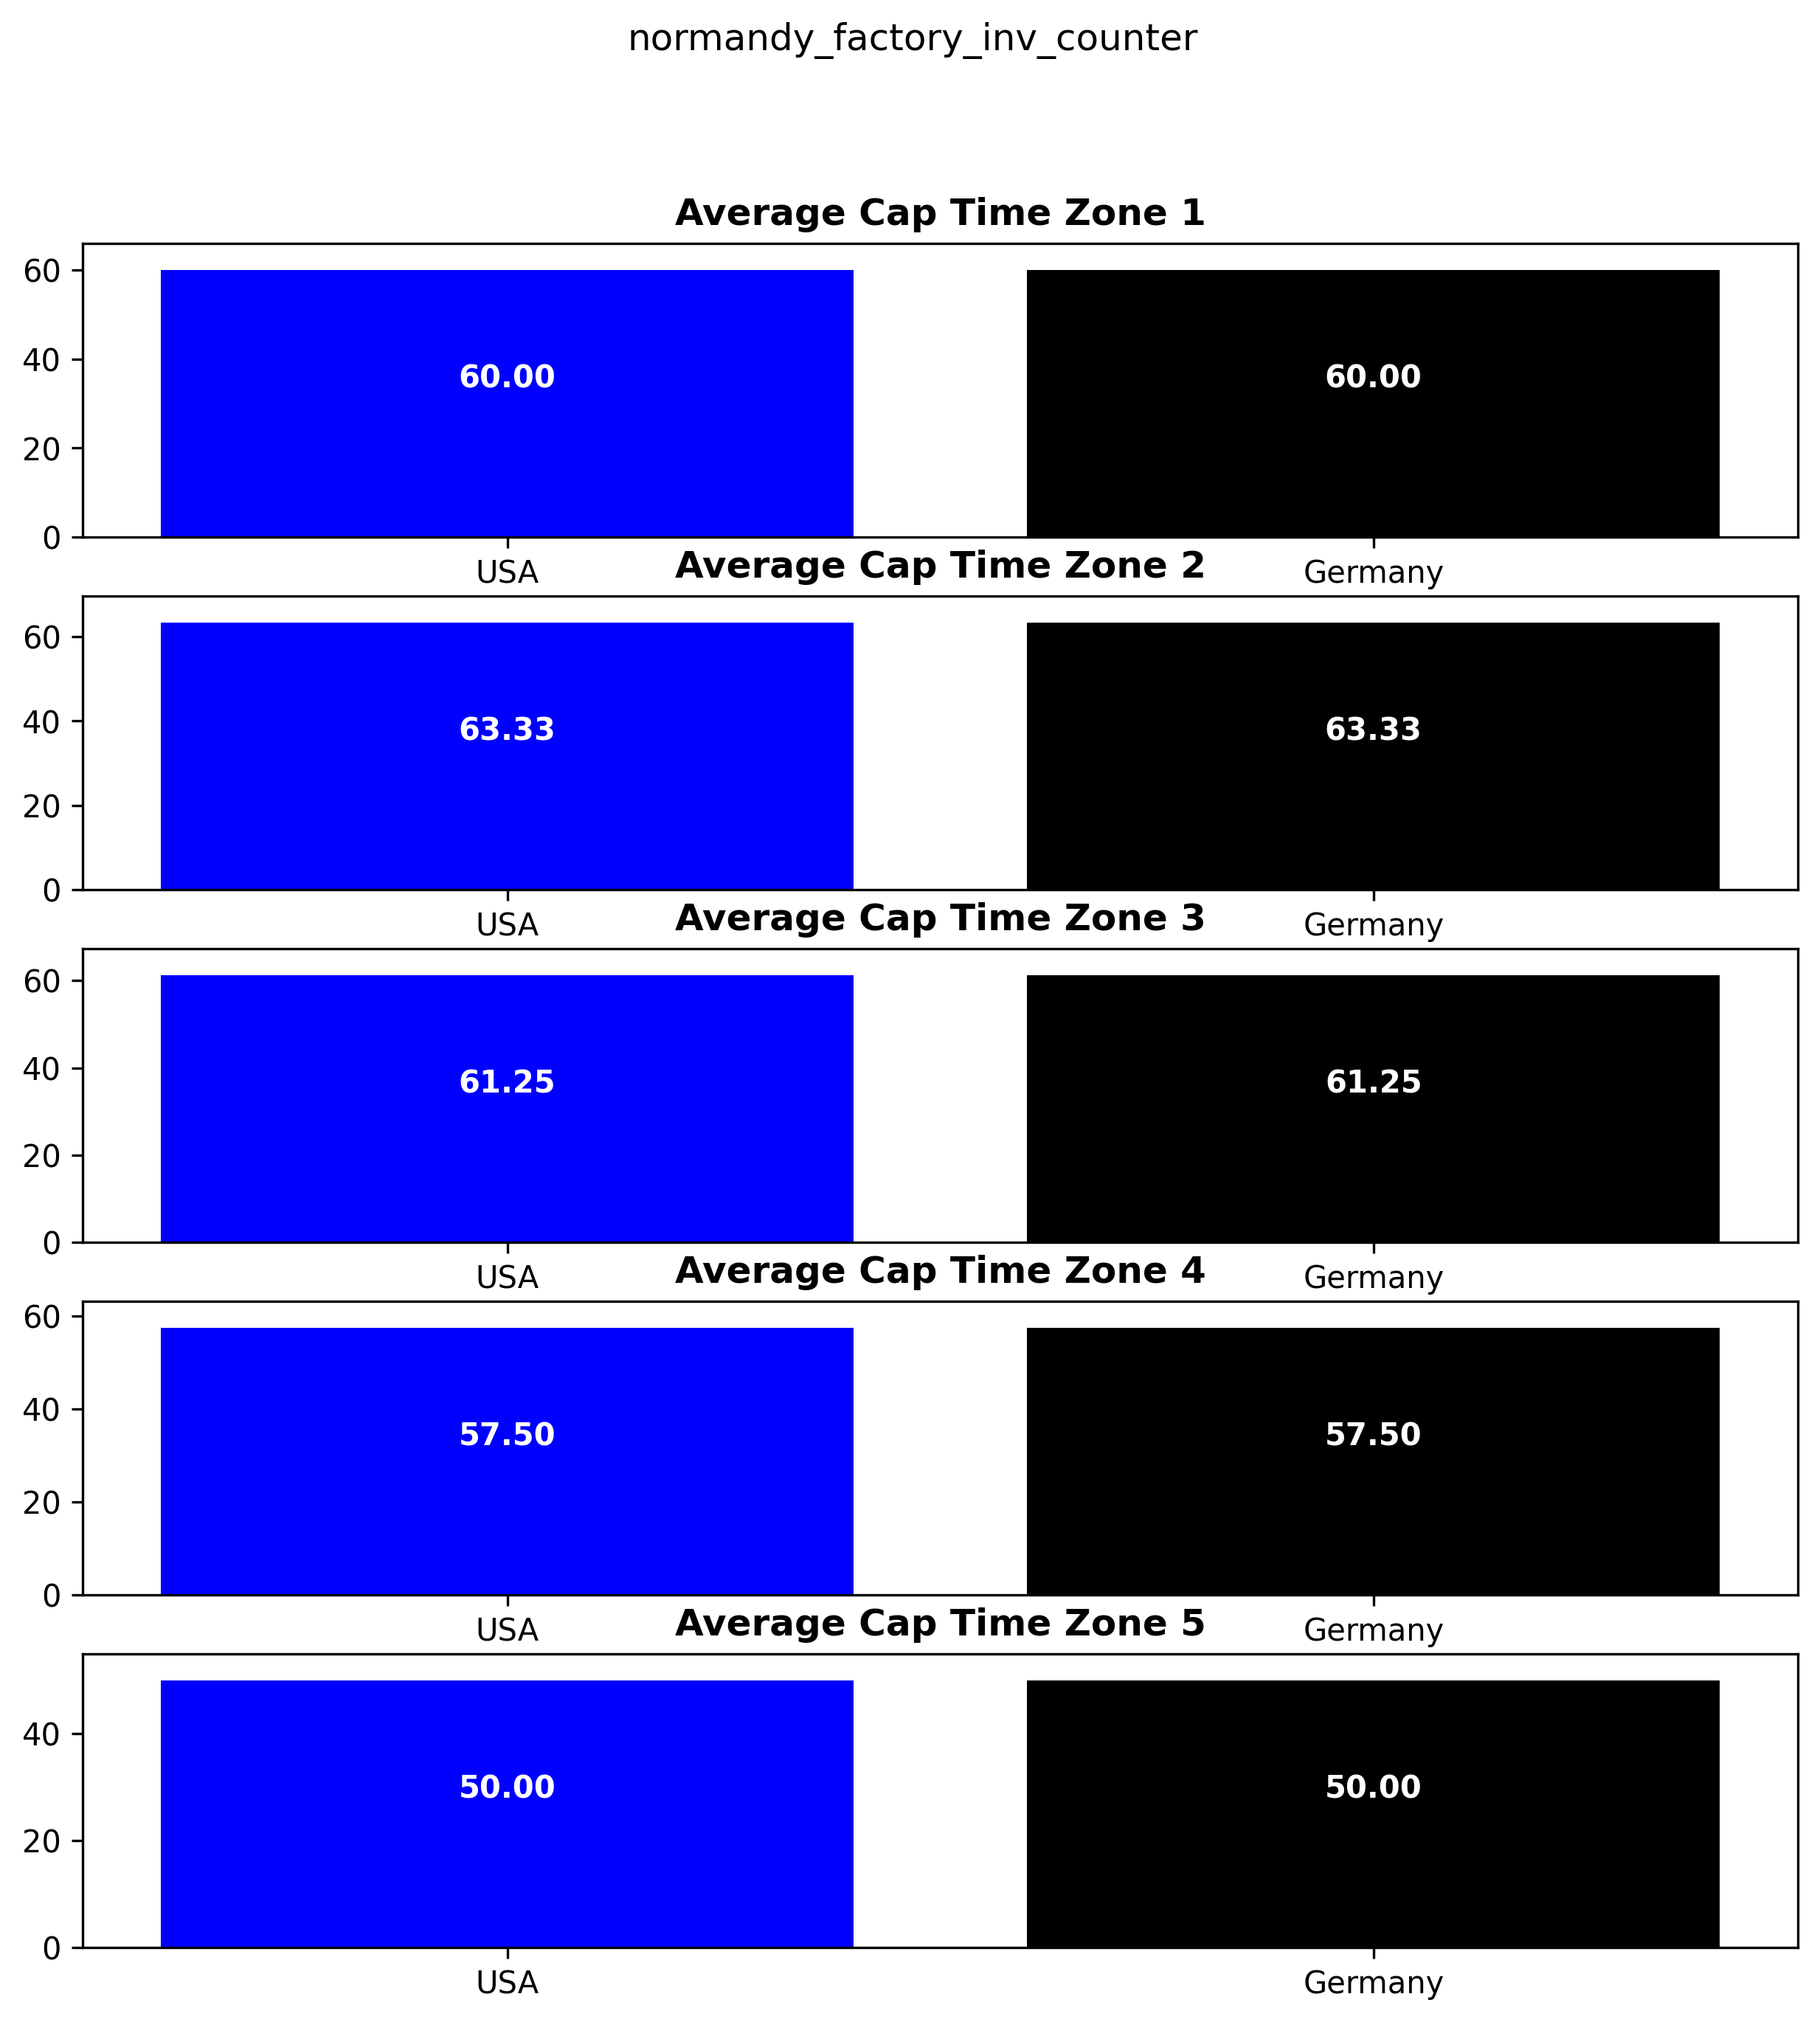 normandy_factory_inv_counter
Average Cap Time Zone 1
60
40
20
0
60.00
60.00
USA
Germany
Average Cap Time Zone 2
60
40
20
0
63.33
63.33
USA
Germany
Average Cap Time Zone 3
60
40
20
0
61.25
61.25
USA
Germany
Average Cap Time Zone 4
60
40
20
0
57.50
57.50
USA
Germany
Average Cap Time Zone 5
40
20
0
50.00
50.00
USA
Germany